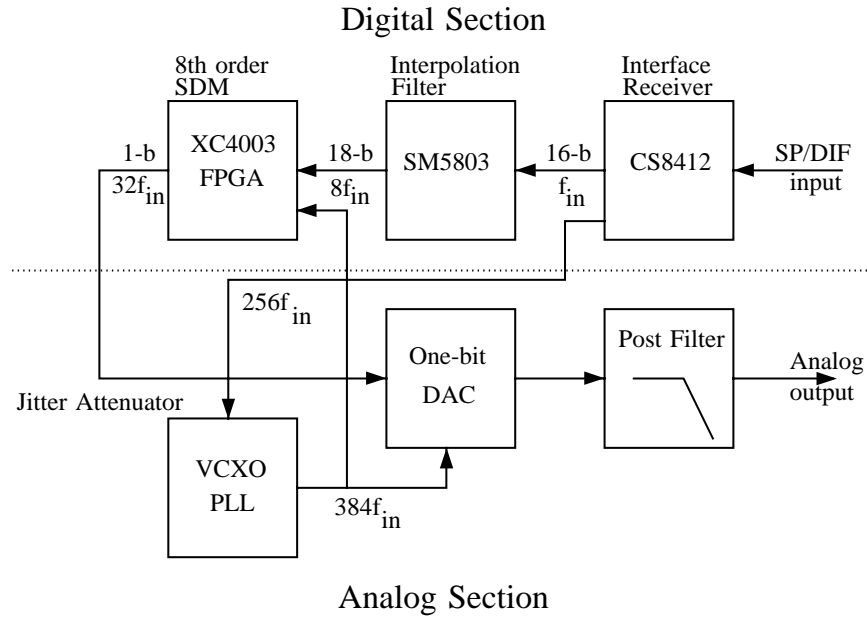 Digital Section
8th order
SDM
Interpolation
Filter
Interface
Receiver
1-b
32fin
XC4003
FPGA
18-b
8fin
SM5803
16-b
fin
CS8412
SP/DIF
input
256fin
One-bit
DAC
Post Filter
Analog
output
Jitter Attenuator
VCXO
PLL
384fin
Analog Section